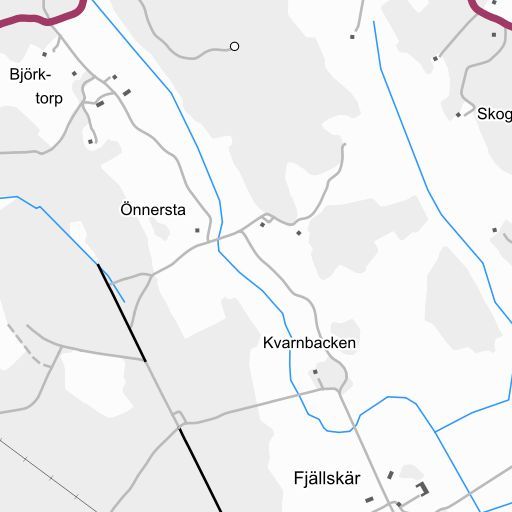 Björk-
torp
Skog
Önnersta
Kvarnbacken
Fjällskär